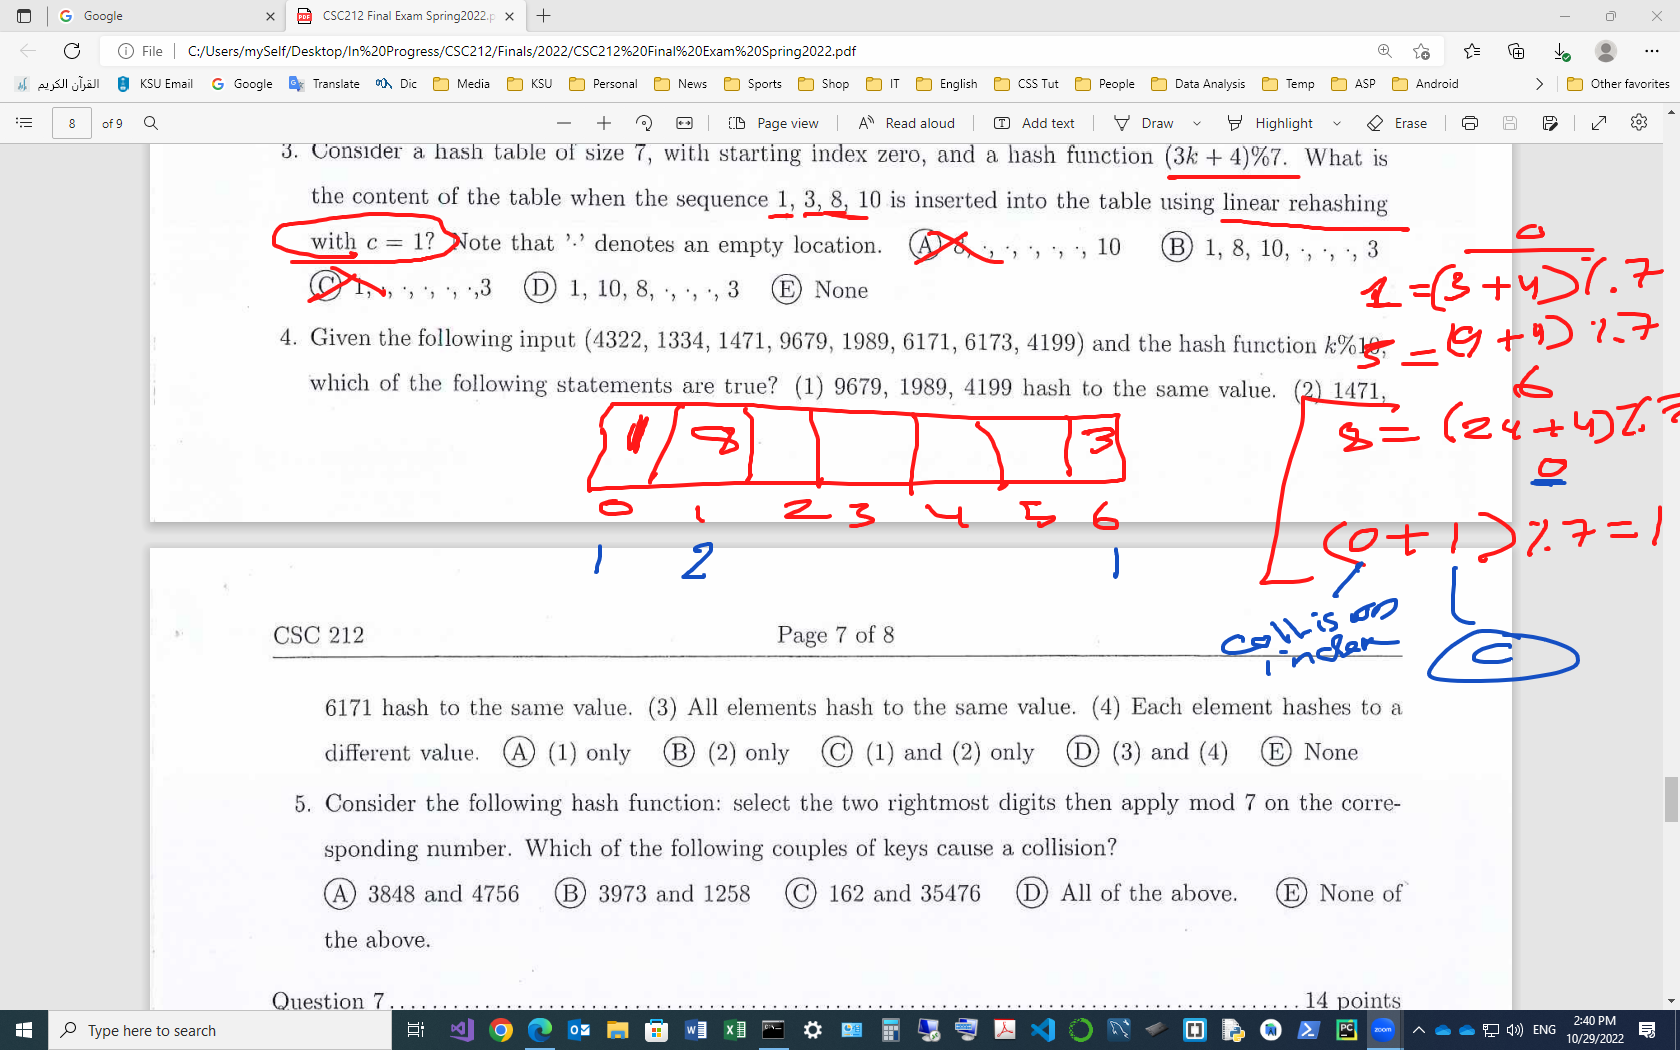 Google
CSC212 Final Exam Spring2022.p
File
C:/Users/mySelf/Desktop/In%20Progress/CSC212/Finals/2022/CSC212%20Final%20Exam%20Spring2022.pdf
القرآن الكريم KSU Email Google Translate Dic Media KSU Personal News Sports Shop IT English CSS Tut People Data Analysis Temp ASP Android Other favorites
8 of 9 Page view Read aloud Add text Draw Highlight Erase
3. Consider a hash table of size 7, with starting index zero, and a hash function (3k + 4)%7. What is
the content of the table when the sequence 1, 3, 8, 10 is inserted into the table using linear rehashing
with c = 1? Note that '·' denotes an empty location. A 8, ·, ·, ·, ·, ·, 10 B 1, 8, 10, ·, ·, ·, 3
C 1, ·, ·, ·, ·, ·,3 D 1, 10, 8, ·, ·, ·, 3 E None
0
1 = (3 + 4) %. 7
= (9 + 4) %. 7
6
4. Given the following input (4322, 1334, 1471, 9679, 1989, 6171, 6173, 4199) and the hash function k%10,
which of the following statements are true? (1) 9679, 1989, 4199 hash to the same value. (2) 1471,
1 8 3
8 = (24 + 4) %. 7
0
0 1 2 3 4 5 6
(0 + 1) %. 7 = 1
1 2 1
collision
index
C
CSC 212 Page 7 of 8
6171 hash to the same value. (3) All elements hash to the same value. (4) Each element hashes to a
different value. A (1) only B (2) only C (1) and (2) only D (3) and (4) E None
5. Consider the following hash function: select the two rightmost digits then apply mod 7 on the corre-
sponding number. Which of the following couples of keys cause a collision?
A 3848 and 4756 B 3973 and 1258 C 162 and 35476 D All of the above. E None of
the above.
Question 7 . . . . . . . . . . . . . . . . . . . . . . . . . . . . . . . . . . . . . . . . . . . . . . . . 14 points
Type here to search
ENG
2:40 PM
10/29/2022